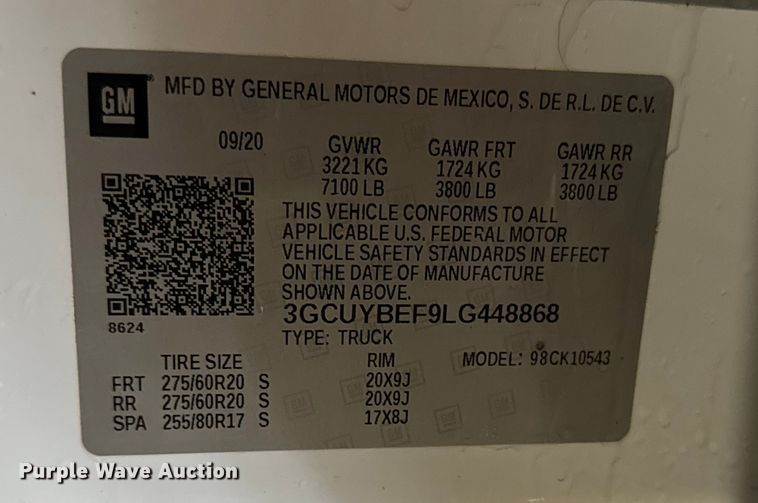 GM
MFD BY GENERAL MOTORS DE MEXICO, S. DE R.L. DE C.V.
09/20 GVWR GAWR FRT GAWR RR
3221 KG 1724 KG 1724 KG
7100 LB 3800 LB 3800 LB
THIS VEHICLE CONFORMS TO ALL
APPLICABLE U.S. FEDERAL MOTOR
VEHICLE SAFETY STANDARDS IN EFFECT
ON THE DATE OF MANUFACTURE
SHOWN ABOVE.
3GCUYBEF9LG448868
8624
TYPE: TRUCK
TIRE SIZE RIM MODEL: 98CK10543
FRT 275/60R20 S 20X9J
RR 275/60R20 S 20X9J
SPA 255/80R17 S 17X8J
Purple Wave Auction